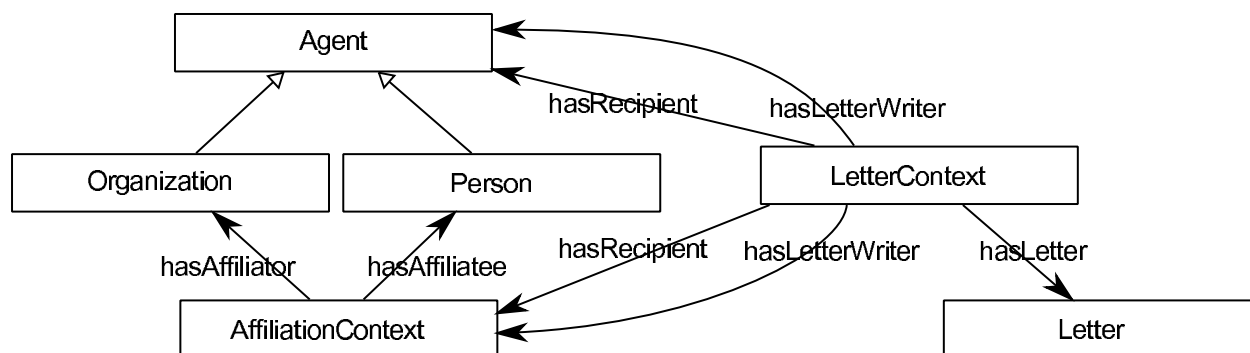 Agent
hasRecipient
hasLetterWriter
Organization
Person
LetterContext
hasAffiliator
hasAffiliatee
hasRecipient
hasLetterWriter
hasLetter
AffiliationContext
Letter